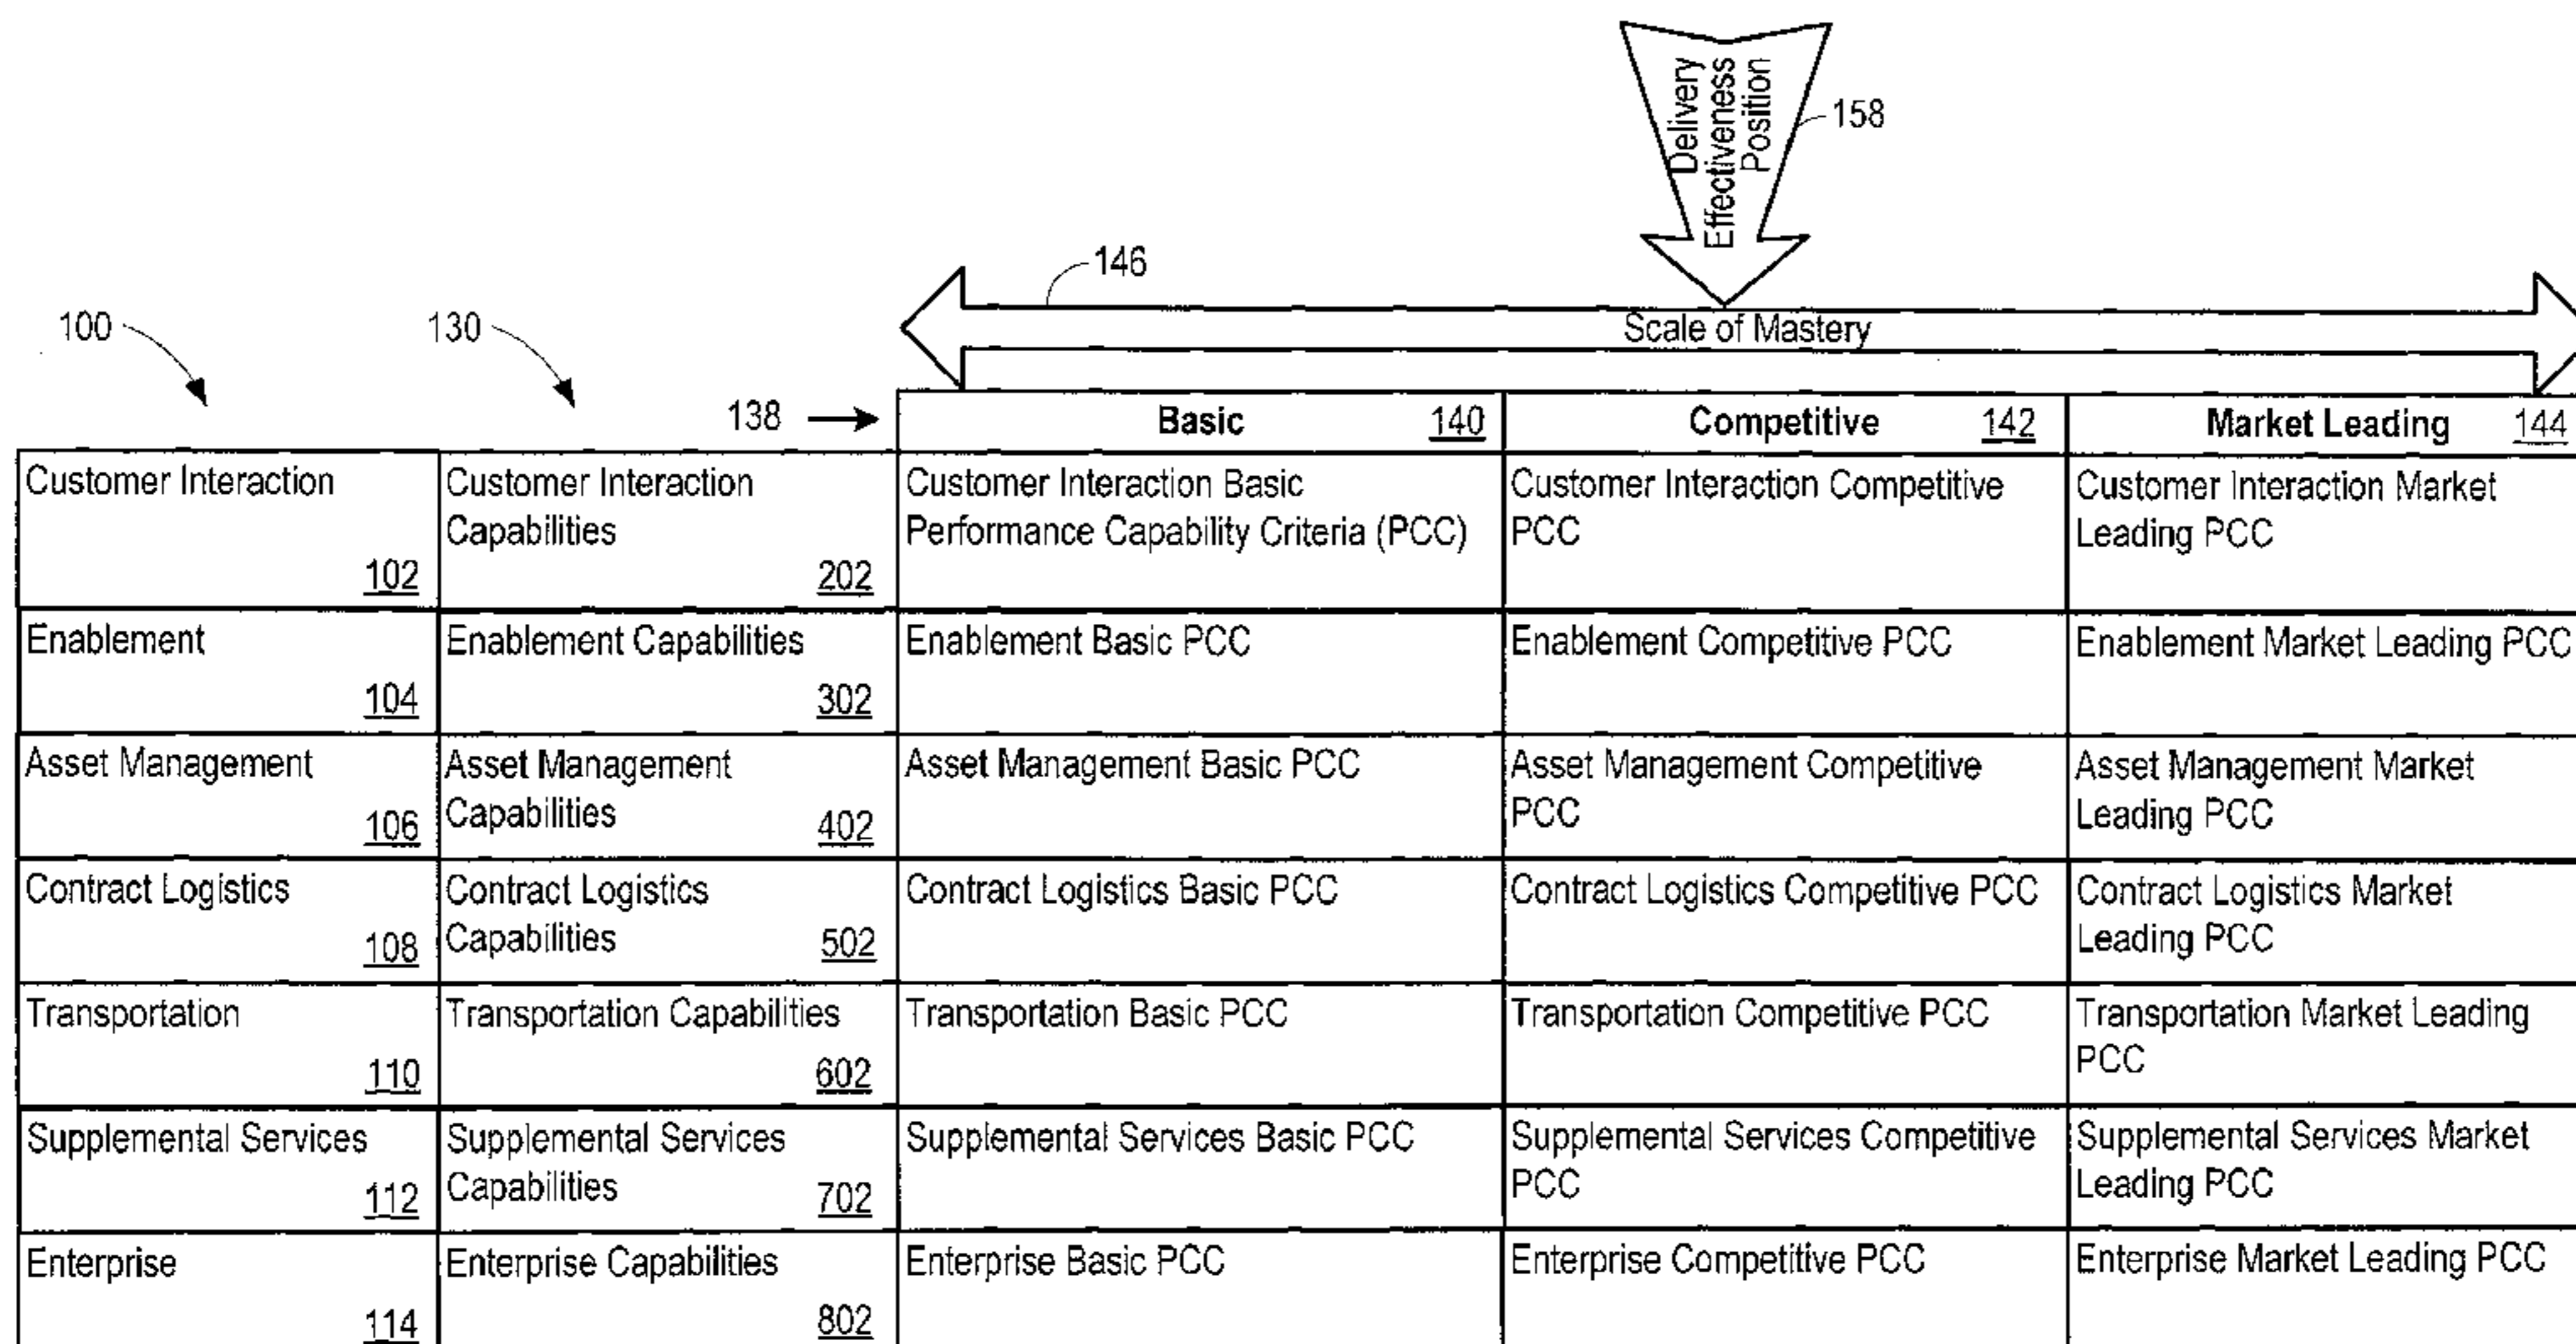 Delivery
Effectiveness
Position
158
146
Scale of Mastery
100
130
138
Basic 140
Competitive 142
Market Leading 144
Customer Interaction
102
Customer Interaction
Capabilities
202
Customer Interaction Basic
Performance Capability Criteria (PCC)
Customer Interaction Competitive
PCC
Customer Interaction Market
Leading PCC
Enablement
104
Enablement Capabilities
302
Enablement Basic PCC
Enablement Competitive PCC
Enablement Market Leading PCC
Asset Management
106
Asset Management
Capabilities
402
Asset Management Basic PCC
Asset Management Competitive
PCC
Asset Management Market
Leading PCC
Contract Logistics
108
Contract Logistics
Capabilities
502
Contract Logistics Basic PCC
Contract Logistics Competitive PCC
Contract Logistics Market
Leading PCC
Transportation
110
Transportation Capabilities
602
Transportation Basic PCC
Transportation Competitive PCC
Transportation Market Leading
PCC
Supplemental Services
112
Supplemental Services
Capabilities
702
Supplemental Services Basic PCC
Supplemental Services Competitive
PCC
Supplemental Services Market
Leading PCC
Enterprise
114
Enterprise Capabilities
802
Enterprise Basic PCC
Enterprise Competitive PCC
Enterprise Market Leading PCC